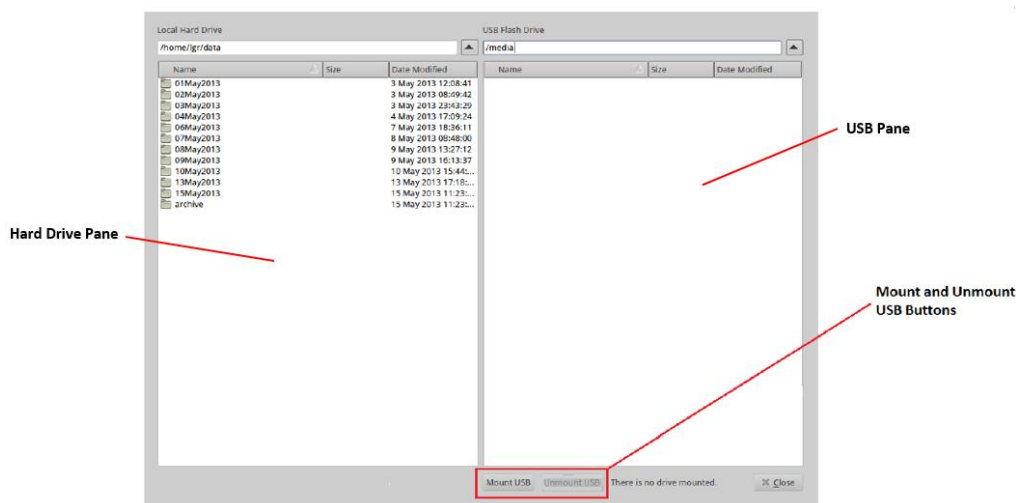 Local Hard Drive
USB Flash Drive
/home/lgr/data
/media
Name Size Date Modified
Name Size Date Modified
01May2013 3 May 2013 12:08:41
02May2013 3 May 2013 08:49:42
03May2013 3 May 2013 23:43:29
04May2013 4 May 2013 17:09:24
06May2013 7 May 2013 18:36:11
07May2013 8 May 2013 08:48:00
08May2013 9 May 2013 13:27:12
09May2013 9 May 2013 16:13:37
10May2013 10 May 2013 15:44:...
13May2013 13 May 2013 17:18:...
15May2013 15 May 2013 11:23:...
archive 15 May 2013 11:23:...
USB Pane
Hard Drive Pane
Mount and Unmount
USB Buttons
Mount USB Unmount USB There is no drive mounted. Close